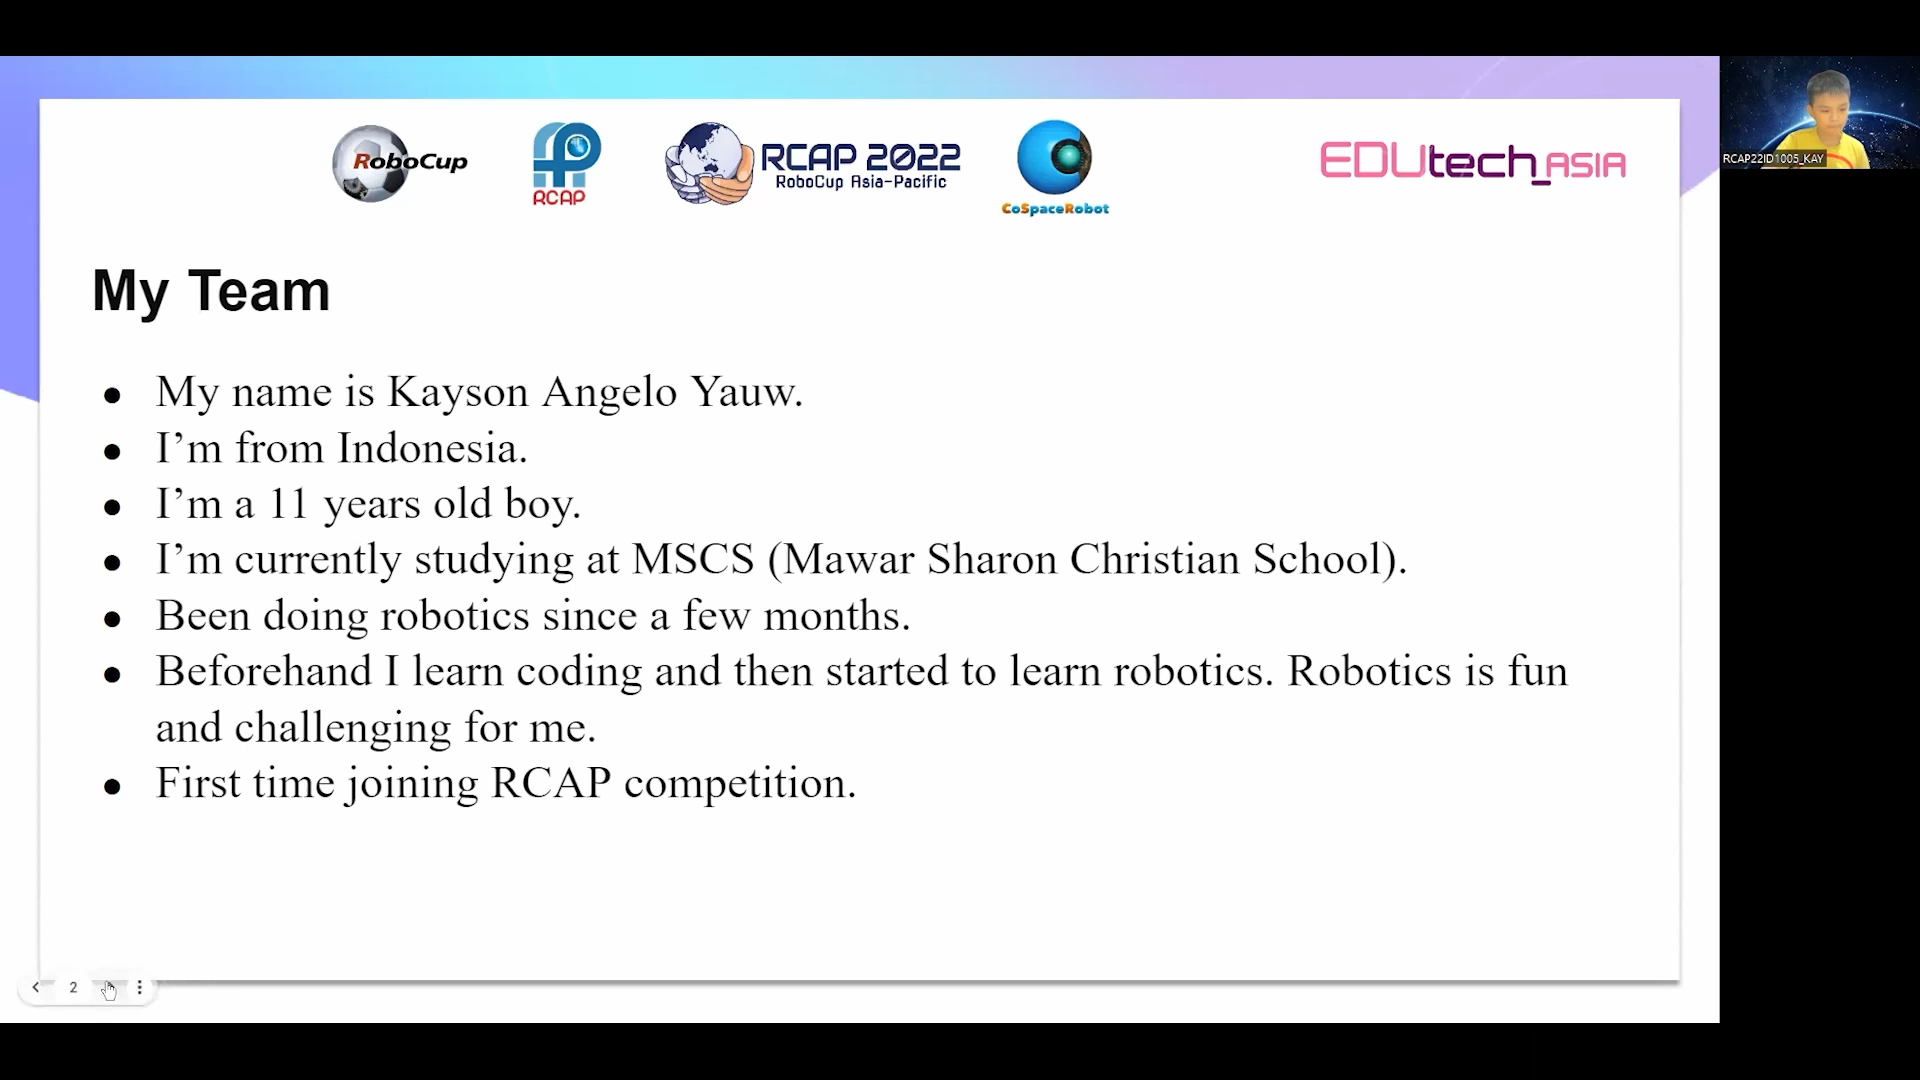 RoboCup
RCAP
RCAP 2022
RoboCup Asia-Pacific
CoSpaceRobot
EDUtech_ASIA
RCAP22ID1005_KAY
My Team
● My name is Kayson Angelo Yauw.
● I’m from Indonesia.
● I’m a 11 years old boy.
● I’m currently studying at MSCS (Mawar Sharon Christian School).
● Been doing robotics since a few months.
● Beforehand I learn coding and then started to learn robotics. Robotics is fun
and challenging for me.
● First time joining RCAP competition.
2